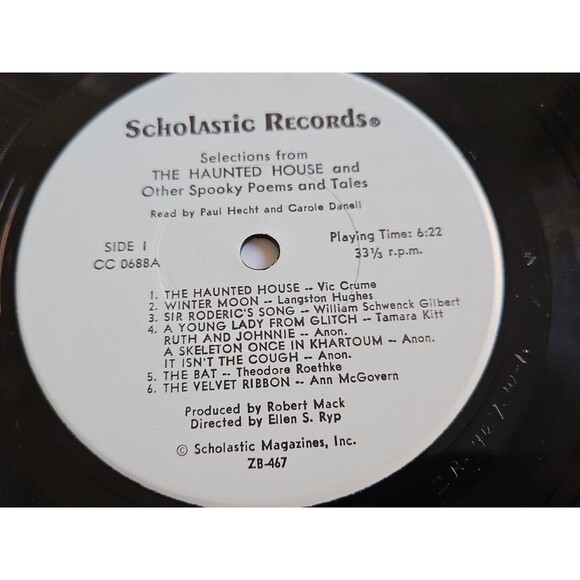 Scholastic Records®
Selections from
THE HAUNTED HOUSE and
Other Spooky Poems and Tales
Read by Paul Hecht and Carole Danell
SIDE 1
CC 0688A
Playing Time: 6:22
33⅓ r.p.m.
1. THE HAUNTED HOUSE -- Vic Crume
2. WINTER MOON -- Langston Hughes
3. SIR RODERIC'S SONG -- William Schwenck Gilbert
4. A YOUNG LADY FROM GLITCH -- Tamara Kitt
RUTH AND JOHNNIE -- Anon.
A SKELETON ONCE IN KHARTOUM -- Anon.
IT ISN'T THE COUGH -- Anon.
5. THE BAT -- Theodore Roethke
6. THE VELVET RIBBON -- Ann McGovern
Produced by Robert Mack
Directed by Ellen S. Ryp
© Scholastic Magazines, Inc.
ZB-467